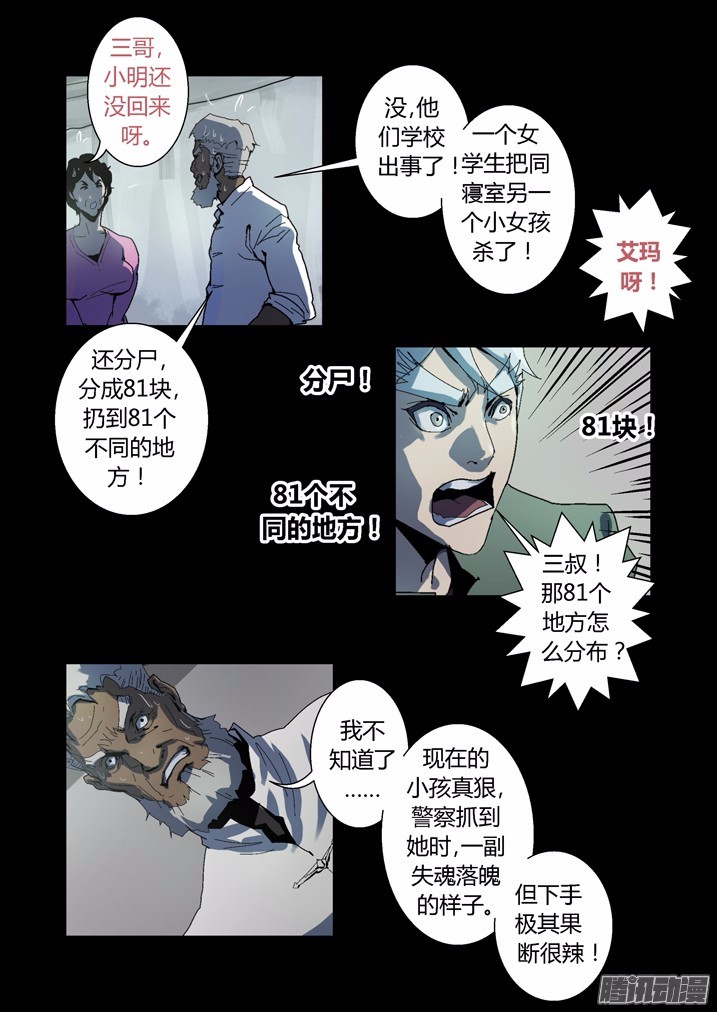 三哥，
小明还
没回来
呀。
没，他
们学校
出事了！
一个女
学生把同
寝室另一
个小女孩
杀了！
艾玛
呀！
还分尸，
分成81块，
扔到81个
不同的地
方！
分尸！
81块！
81个不
同的地方！
三叔！
那81个
地方怎
么分布？
我不
知道了
……
现在的
小孩真狠，
警察抓到
她时，一副
失魂落魄
的样子。
但下手
极其果
断很辣！
腾讯动漫